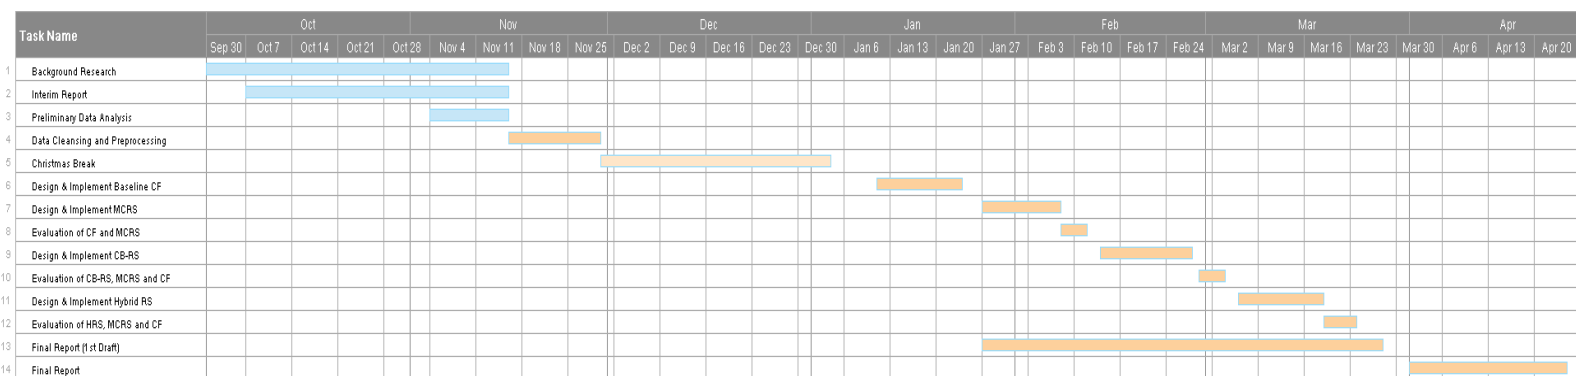 Task Name
Oct Nov Dec Jan Feb Mar Apr
Sep 30 Oct 7 Oct 14 Oct 21 Oct 28 Nov 4 Nov 11 Nov 18 Nov 25 Dec 2 Dec 9 Dec 16 Dec 23 Dec 30 Jan 6 Jan 13 Jan 20 Jan 27 Feb 3 Feb 10 Feb 17 Feb 24 Mar 2 Mar 9 Mar 16 Mar 23 Mar 30 Apr 6 Apr 13 Apr 20
1 Background Research
2 Interim Report
3 Preliminary Data Analysis
4 Data Cleansing and Preprocessing
5 Christmas Break
6 Design & Implement Baseline CF
7 Design & Implement MCRS
8 Evaluation of CF and MCRS
9 Design & Implement CB-RS
10 Evaluation of CB-RS, MCRS and CF
11 Design & Implement Hybrid RS
12 Evaluation of HRS, MCRS and CF
13 Final Report (1st Draft)
14 Final Report